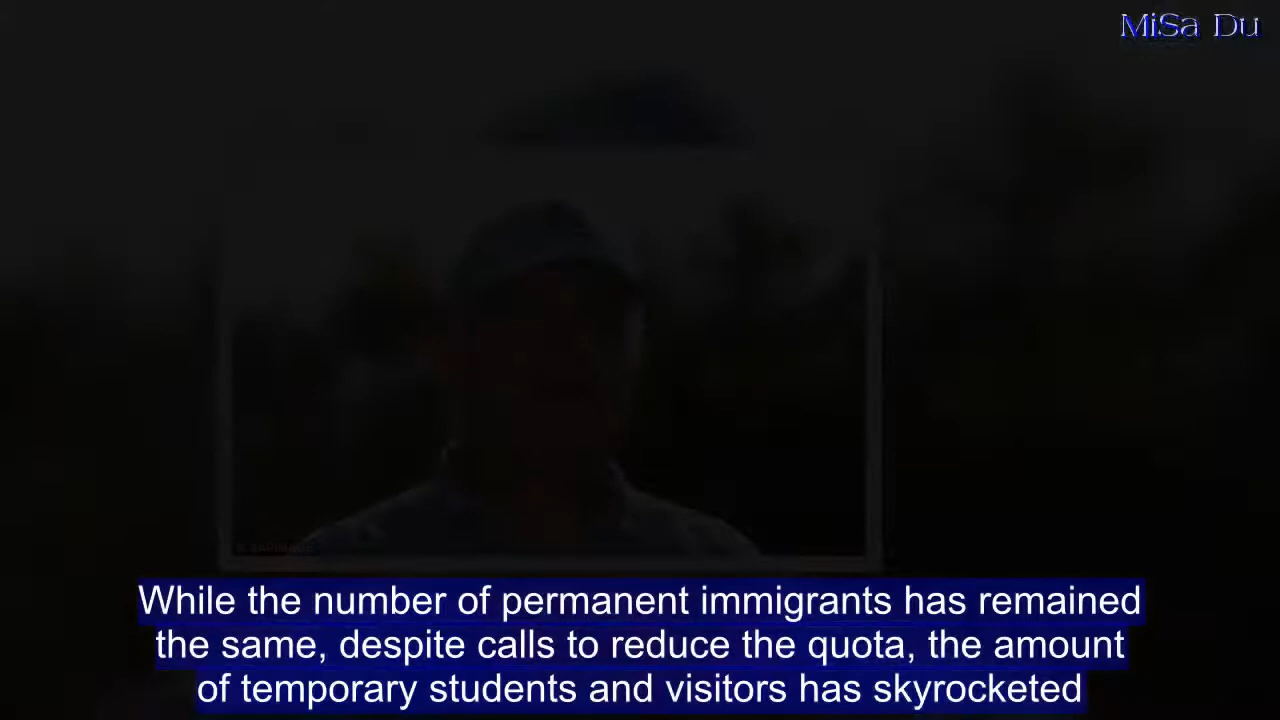 MiSa Du
While the number of permanent immigrants has remained
the same, despite calls to reduce the quota, the amount
of temporary students and visitors has skyrocketed